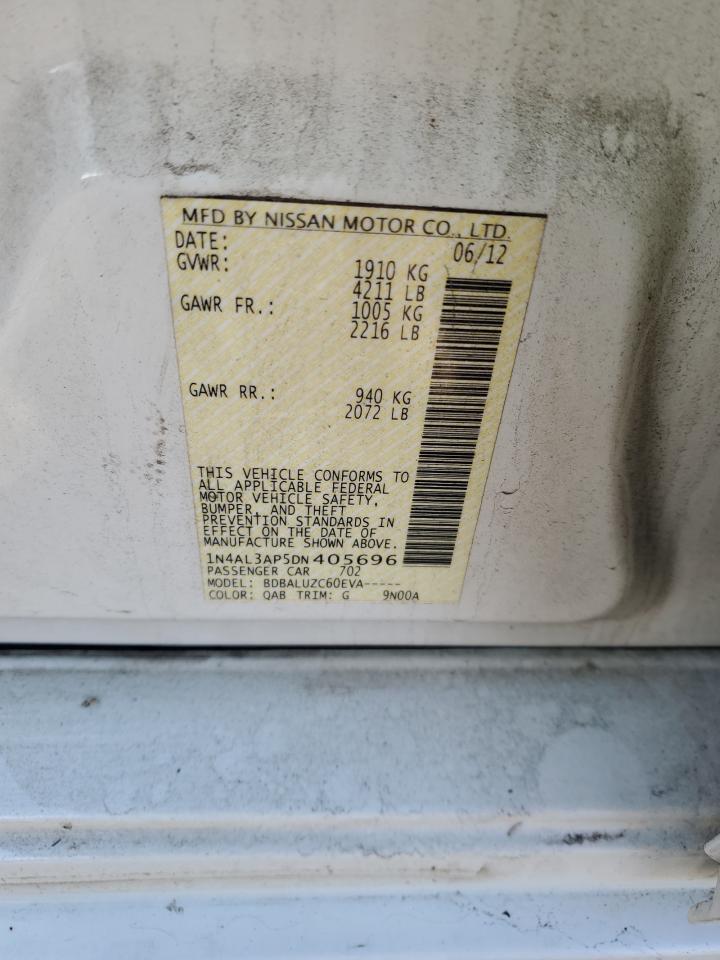 MFD BY NISSAN MOTOR CO., LTD.
DATE: 06/12
GVWR: 1910 KG
4211 LB
GAWR FR.: 1005 KG
2216 LB
GAWR RR.: 940 KG
2072 LB
THIS VEHICLE CONFORMS TO
ALL APPLICABLE FEDERAL
MOTOR VEHICLE SAFETY,
BUMPER, AND THEFT
PREVENTION STANDARDS IN
EFFECT ON THE DATE OF
MANUFACTURE SHOWN ABOVE.
1N4AL3AP5DN405696
PASSENGER CAR 702
MODEL: BDBALUZC60EVA-----
COLOR: QAB TRIM: G 9N00A